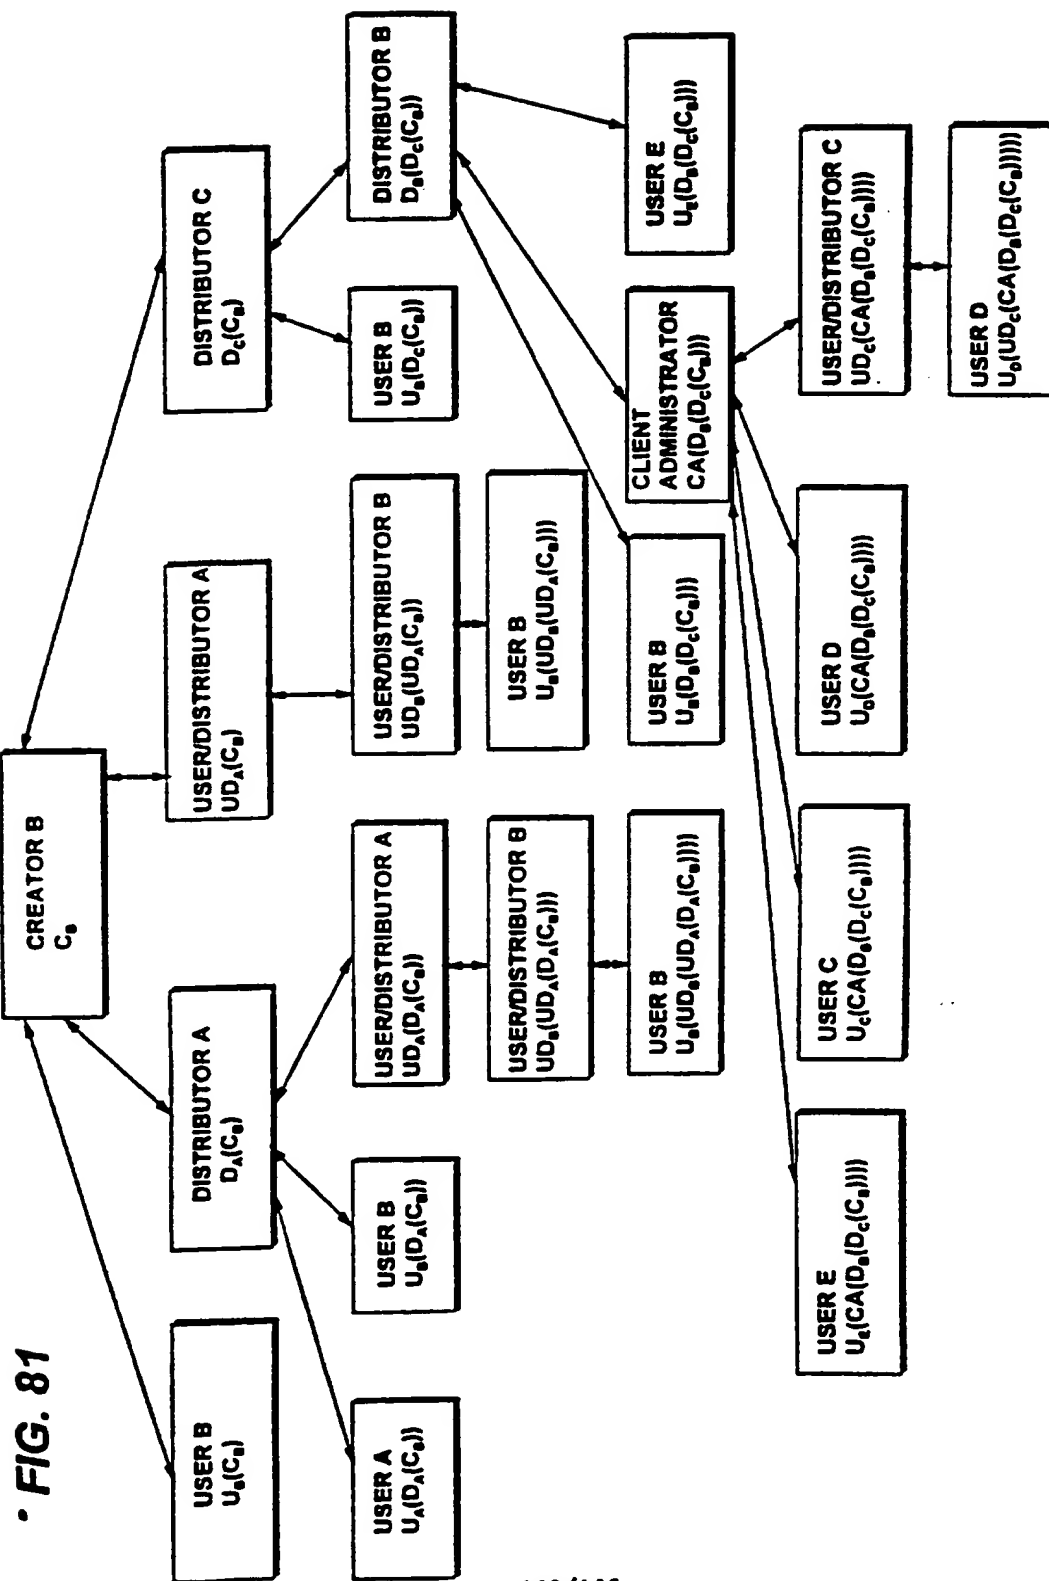 FIG. 81
CREATOR B
C_B
USER B
U_B(C_B)
DISTRIBUTOR A
D_A(C_B)
USER/DISTRIBUTOR A
UD_A(C_B)
DISTRIBUTOR C
D_C(C_B)
USER A
U_A(D_A(C_B))
USER B
U_B(D_A(C_B))
USER/DISTRIBUTOR A
UD_A(D_A(C_B))
USER/DISTRIBUTOR B
UD_B(UD_A(C_B))
USER B
U_B(D_C(C_B))
DISTRIBUTOR B
D_B(D_C(C_B))
USER/DISTRIBUTOR B
UD_B(UD_A(D_A(C_B)))
USER B
U_B(UD_B(UD_A(C_B)))
USER B
U_B(UD_B(UD_A(D_A(C_B))))
USER B
U_B(D_B(D_C(C_B)))
CLIENT
ADMINISTRATOR
CA(D_B(D_C(C_B)))
USER E
U_E(D_B(D_C(C_B)))
USER E
U_E(CA(D_B(D_C(C_B))))
USER C
U_C(CA(D_B(D_C(C_B))))
USER D
U_D(CA(D_B(D_C(C_B))))
USER/DISTRIBUTOR C
UD_C(CA(D_B(D_C(C_B))))
USER D
U_D(UD_C(CA(D_B(D_C(C_B)))))